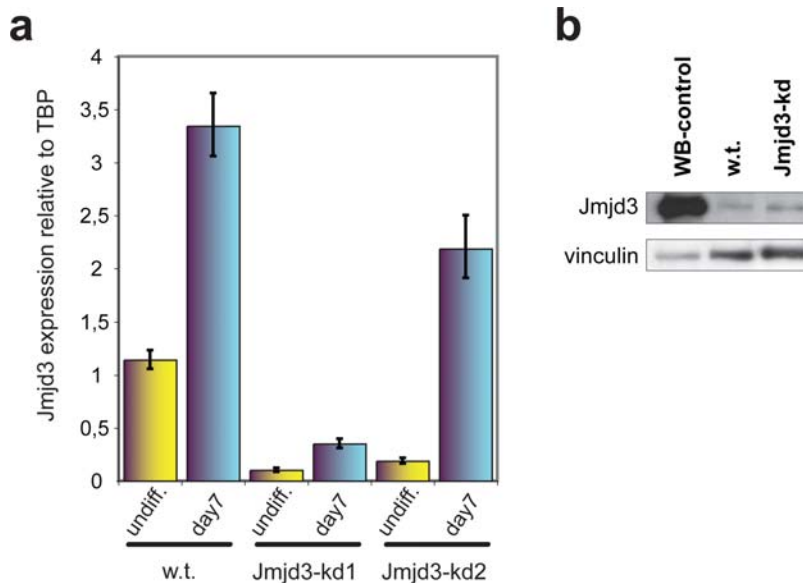 a
Jmjd3 expression relative to TBP
4
3,5
3
2,5
2
1,5
1
0,5
0
undiff.
day7
undiff.
day7
undiff.
day7
w.t.
Jmjd3-kd1
Jmjd3-kd2
b
WB-control
w.t.
Jmjd3-kd
Jmjd3
vinculin